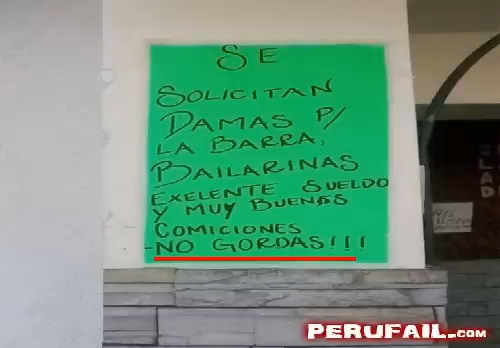 SE
SOLICITAN
DAMAS P/
LA BARRA,
BAILARINAS
EXELENTE SUELDO
Y MUY BUENAS
COMICIONES
-NO GORDAS!!!
PERUFAIL.COM